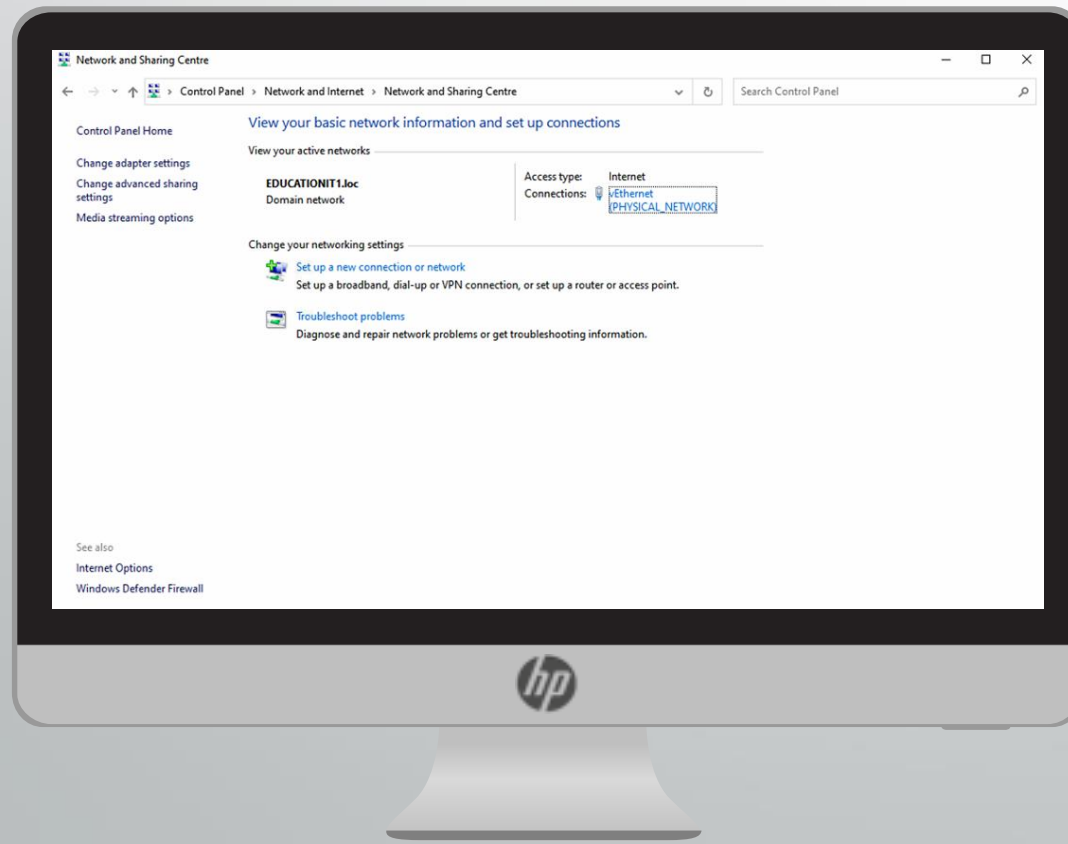 Network and Sharing Centre
Control Panel > Network and Internet > Network and Sharing Centre
Search Control Panel
Control Panel Home
Change adapter settings
Change advanced sharing
settings
Media streaming options
View your basic network information and set up connections
View your active networks
EDUCATIONIT1.loc
Domain network
Access type: Internet
Connections: vEthernet
(PHYSICAL_NETWORK)
Change your networking settings
Set up a new connection or network
Set up a broadband, dial-up or VPN connection, or set up a router or access point.
Troubleshoot problems
Diagnose and repair network problems or get troubleshooting information.
See also
Internet Options
Windows Defender Firewall
hp